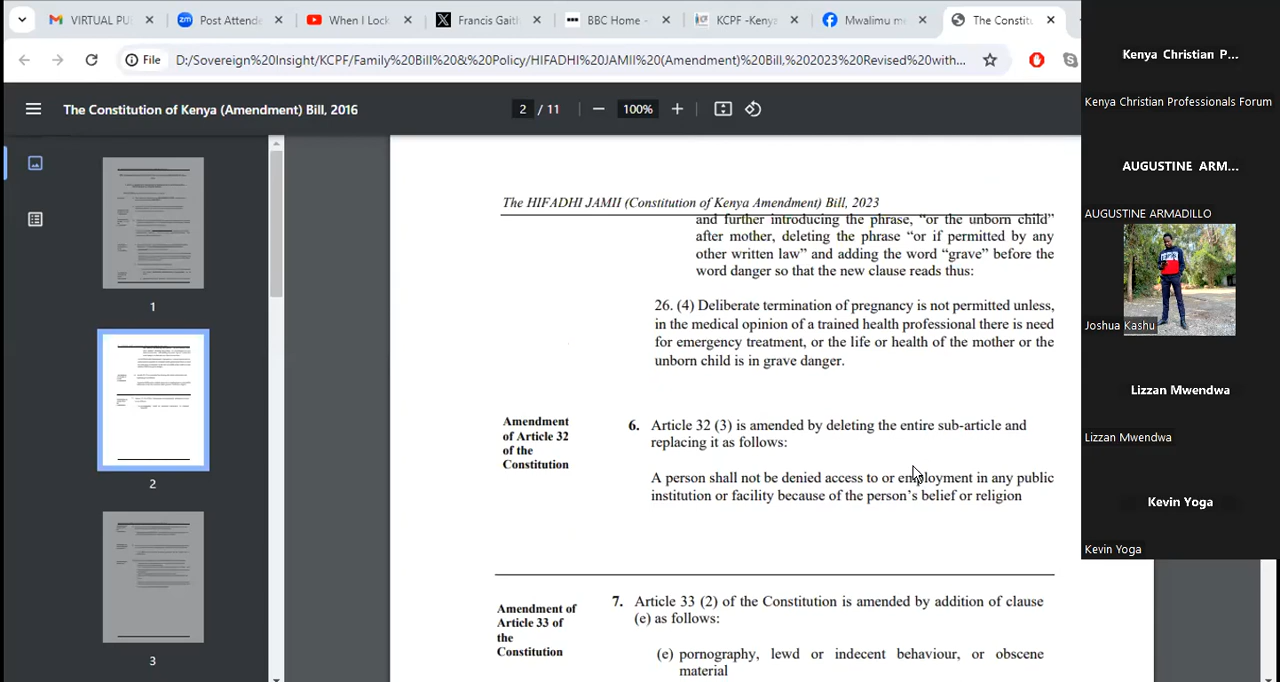 VIRTUAL PU
Post Attende
When I Lock
Francis Gaith
BBC Home -
KCPF -Kenya
Mwalimu me
The Constitu
File
D:/Sovereign%20Insight/KCPF/Family%20Bill%20&%20Policy/HIFADHI%20JAMII%20(Amendment)%20Bill,%202023%20Revised%20with...
The Constitution of Kenya (Amendment) Bill, 2016
2 / 11
100%
1
2
3
The HIFADHI JAMII (Constitution of Kenya Amendment) Bill, 2023
and further introducing the phrase, “or the unborn child”
after mother, deleting the phrase “or if permitted by any
other written law” and adding the word “grave” before the
word danger so that the new clause reads thus:
26. (4) Deliberate termination of pregnancy is not permitted unless,
in the medical opinion of a trained health professional there is need
for emergency treatment, or the life or health of the mother or the
unborn child is in grave danger.
Amendment
of Article 32
of the
Constitution
6. Article 32 (3) is amended by deleting the entire sub-article and
replacing it as follows:
A person shall not be denied access to or employment in any public
institution or facility because of the person’s belief or religion
Amendment of
Article 33 of
the
Constitution
7. Article 33 (2) of the Constitution is amended by addition of clause
(e) as follows:
(e) pornography, lewd or indecent behaviour, or obscene
material
Kenya Christian P...
Kenya Christian Professionals Forum
AUGUSTINE ARM...
AUGUSTINE ARMADILLO
Joshua Kashu
Lizzan Mwendwa
Lizzan Mwendwa
Kevin Yoga
Kevin Yoga